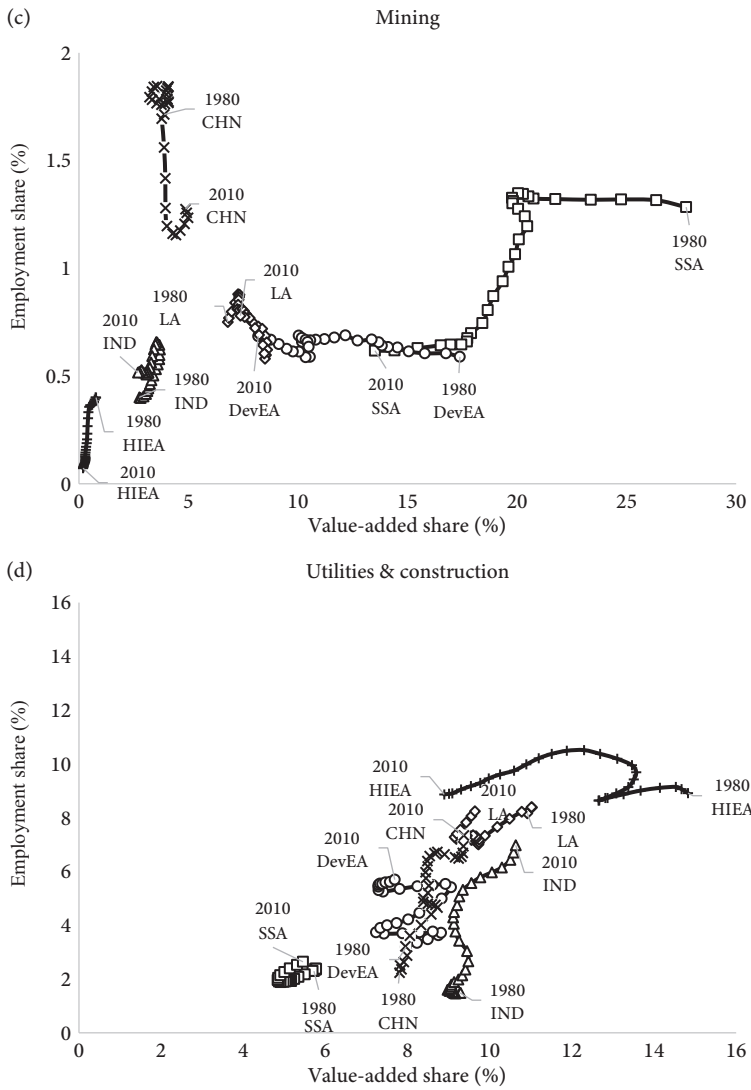 (c)
Mining
2
1.5
1
0.5
0
Employment share (%)
1980
CHN
2010
CHN
2010
LA
1980
LA
2010
IND
1980
IND
1980
HIEA
2010
HIEA
2010
DevEA
2010
SSA
1980
DevEA
1980
SSA
0 5 10 15 20 25 30
Value-added share (%)
(d)
Utilities & construction
16
14
12
10
8
6
4
2
0
Employment share (%)
2010
HIEA
2010
LA
1980
HIEA
2010
CHN
1980
LA
2010
DevEA
2010
IND
2010
SSA
1980
DevEA
1980
SSA
1980
CHN
1980
IND
0 2 4 6 8 10 12 14 16
Value-added share (%)